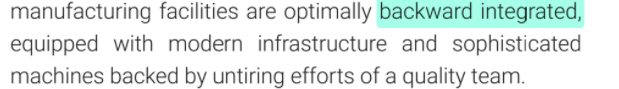 manufacturing facilities are optimally backward integrated,
equipped with modern infrastructure and sophisticated
machines backed by untiring efforts of a quality team.